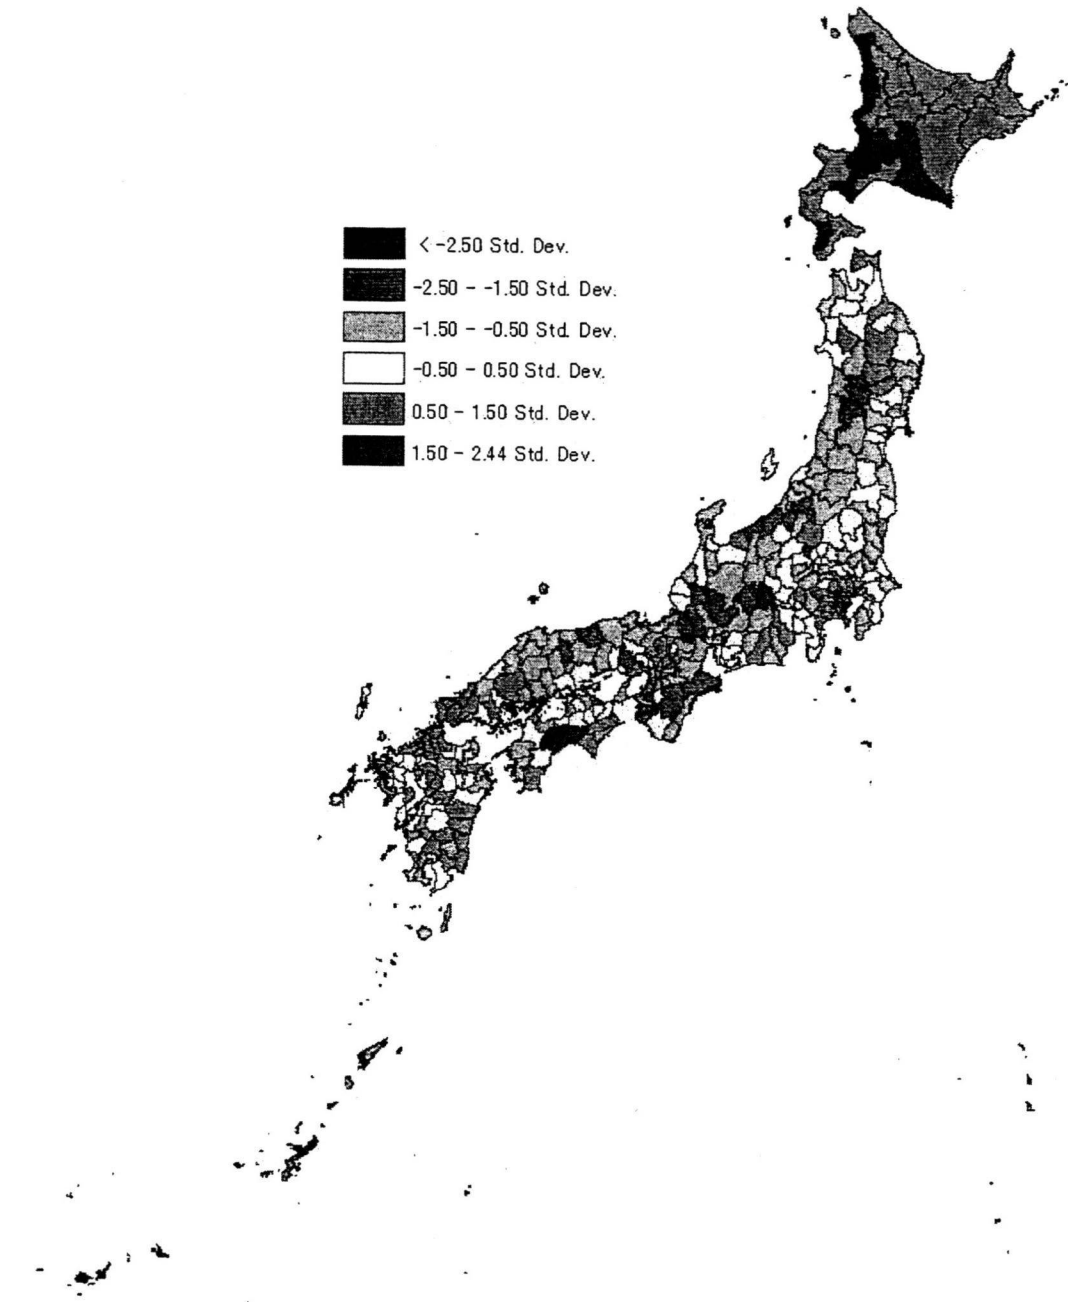 < -2.50 Std. Dev.
-2.50 - -1.50 Std. Dev.
-1.50 - -0.50 Std. Dev.
-0.50 - 0.50 Std. Dev.
0.50 - 1.50 Std. Dev.
1.50 - 2.44 Std. Dev.